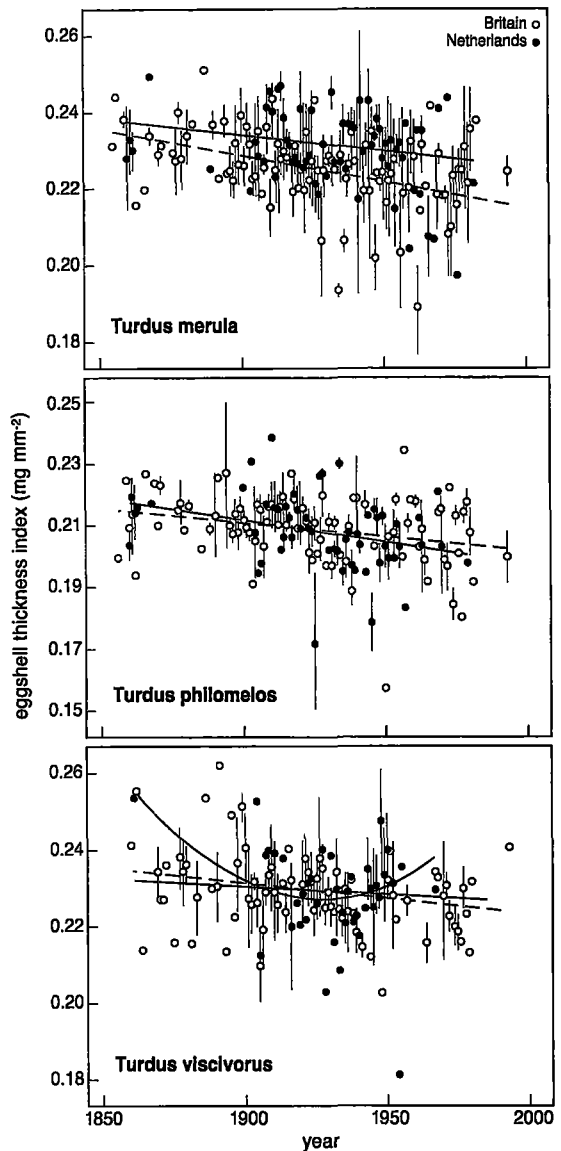 0.26
Britain ○
Netherlands ●
0.24
0.22
0.20
0.18
Turdus merula
0.25
0.23
0.21
0.19
0.17
0.15
Turdus philomelos
eggshell thickness index (mg mm⁻²)
0.26
0.24
0.22
0.20
0.18
Turdus viscivorus
1850 1900 1950 2000
year